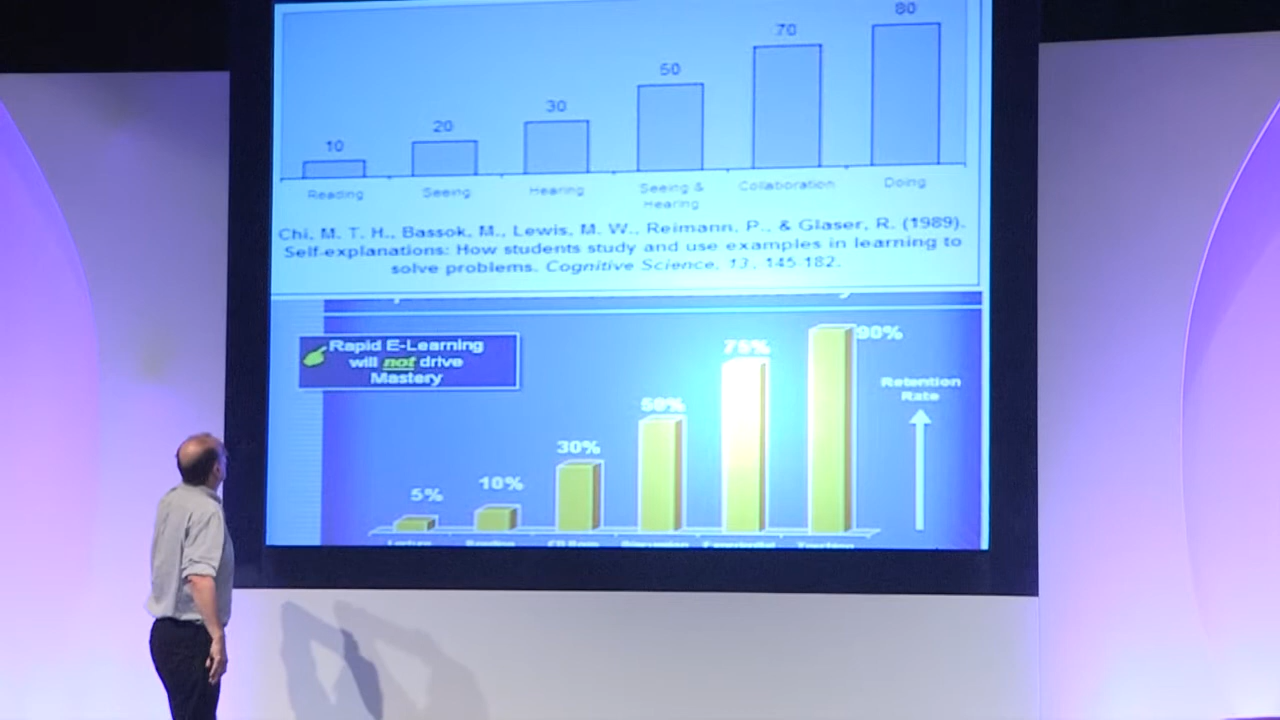 10
20
30
50
70
80
Reading
Seeing
Hearing
Seeing &
Hearing
Collaboration
Doing
Chi, M. T. H., Bassok, M., Lewis, M. W., Reimann, P., & Glaser, R. (1989).
Self-explanations: How students study and use examples in learning to
solve problems. Cognitive Science, 13, 145-182.
Rapid E-Learning
will not drive
Mastery
5%
10%
30%
50%
75%
90%
Retention
Rate
Lecture
Reading